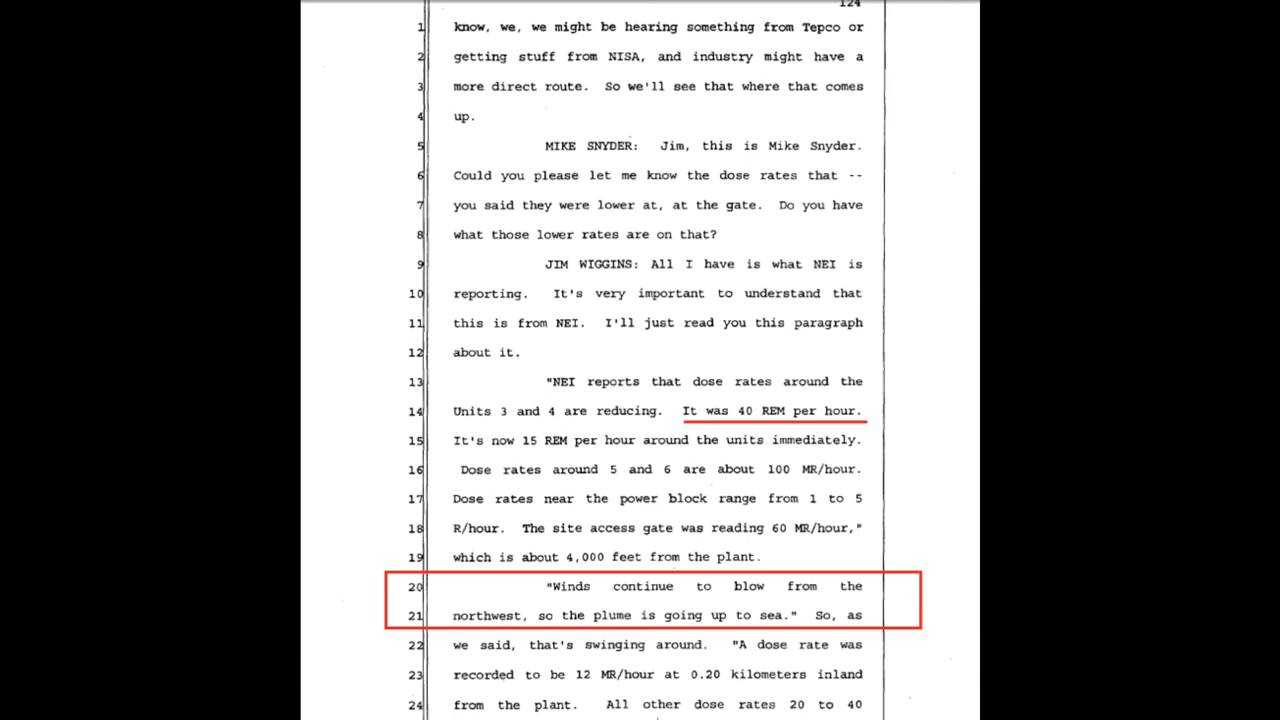 124
1 know, we, we might be hearing something from Tepco or
2 getting stuff from NISA, and industry might have a
3 more direct route. So we'll see that where that comes
4 up.
5 MIKE SNYDER: Jim, this is Mike Snyder.
6 Could you please let me know the dose rates that --
7 you said they were lower at, at the gate. Do you have
8 what those lower rates are on that?
9 JIM WIGGINS: All I have is what NEI is
10 reporting. It's very important to understand that
11 this is from NEI. I'll just read you this paragraph
12 about it.
13 "NEI reports that dose rates around the
14 Units 3 and 4 are reducing. It was 40 REM per hour.
15 It's now 15 REM per hour around the units immediately.
16 Dose rates around 5 and 6 are about 100 MR/hour.
17 Dose rates near the power block range from 1 to 5
18 R/hour. The site access gate was reading 60 MR/hour,"
19 which is about 4,000 feet from the plant.
20 "Winds continue to blow from the
21 northwest, so the plume is going up to sea." So, as
22 we said, that's swinging around. "A dose rate was
23 recorded to be 12 MR/hour at 0.20 kilometers inland
24 from the plant. All other dose rates 20 to 40